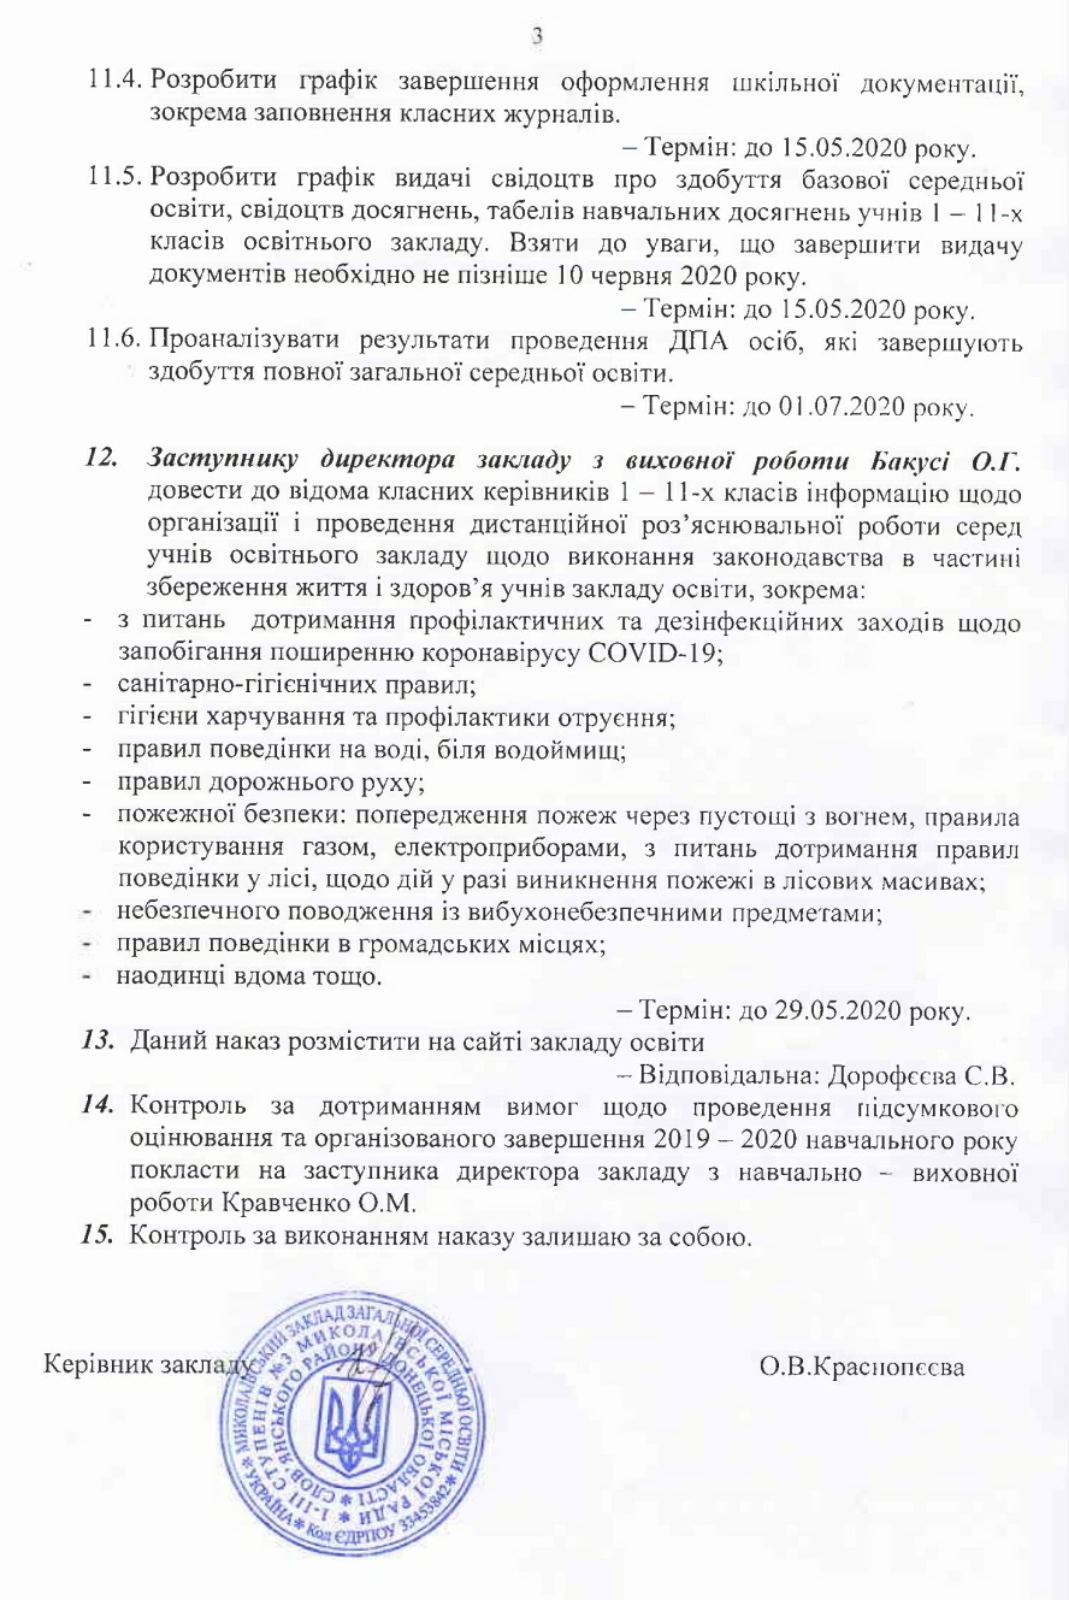 3
11.4. Розробити графік завершення оформлення шкільної документації,
зокрема заповнення класних журналів.
– Термін: до 15.05.2020 року.
11.5. Розробити графік видачі свідоцтв про здобуття базової середньої
освіти, свідоцтв досягнень, табелів навчальних досягнень учнів 1 – 11-х
класів освітнього закладу. Взяти до уваги, що завершити видачу
документів необхідно не пізніше 10 червня 2020 року.
– Термін: до 15.05.2020 року.
11.6. Проаналізувати результати проведення ДПА осіб, які завершують
здобуття повної загальної середньої освіти.
– Термін: до 01.07.2020 року.
12. Заступнику директора закладу з виховної роботи Бакусі О.Г.
довести до відома класних керівників 1 – 11-х класів інформацію щодо
організації і проведення дистанційної роз’яснювальної роботи серед
учнів освітнього закладу щодо виконання законодавства в частині
збереження життя і здоров’я учнів закладу освіти, зокрема:
- з питань дотримання профілактичних та дезінфекційних заходів щодо
запобігання поширенню коронавірусу COVID-19;
- санітарно-гігієнічних правил;
- гігієни харчування та профілактики отруєння;
- правил поведінки на воді, біля водоймищ;
- правил дорожнього руху;
- пожежної безпеки: попередження пожеж через пустощі з вогнем, правила
користування газом, електроприборами, з питань дотримання правил
поведінки у лісі, щодо дій у разі виникнення пожежі в лісових масивах;
- небезпечного поводження із вибухонебезпечними предметами;
- правил поведінки в громадських місцях;
- наодинці вдома тощо.
– Термін: до 29.05.2020 року.
13. Даний наказ розмістити на сайті закладу освіти
– Відповідальна: Дорофєєва С.В.
14. Контроль за дотриманням вимог щодо проведення підсумкового
оцінювання та організованого завершення 2019 – 2020 навчального року
покласти на заступника директора закладу з навчально – виховної
роботи Кравченко О.М.
15. Контроль за виконанням наказу залишаю за собою.
Керівник закладу
О.В.Краснопєєва
* МИКОЛАЇВСЬКИЙ ЗАКЛАД ЗАГАЛЬНОЇ СЕРЕДНЬОЇ ОСВІТИ *
І-ІІІ СТУПЕНІВ №3 МИКОЛАЇВСЬКОЇ МІСЬКОЇ РАДИ *
СЛОВ'ЯНСЬКОГО РАЙОНУ ДОНЕЦЬКОЇ ОБЛАСТІ *
УКРАЇНА * Код ЄДРПОУ 33453842